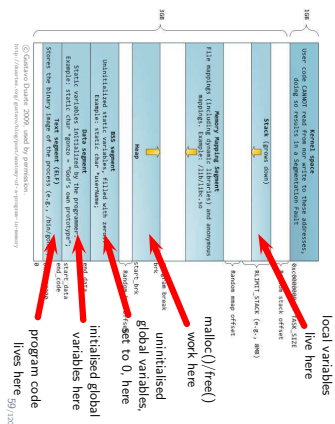 1GB
3GB
Kernel space
User code CANNOT read from nor write to these addresses,
doing so results in a Segmentation Fault
0xc0000000 TASK_SIZE
stack offset
Stack (grows down)
RLIMIT_STACK (e.g., 8MB)
Random mmap offset
Memory Mapping Segment
File mappings (including dynamic libraries) and anonymous
mappings. Example: /lib/libc.so
program break
brk
Heap
start_brk
Random
BSS segment
Uninitialized static variables, filled with zeros.
Example: static char *userName;
Data segment
Static variables initialized by the programmer.
Example: static char *gonzo = "God's own prototype";
end_data
start_data
end_code
Text segment (ELF)
Stores the binary image of the process (e.g., /bin/gonzo)
0
local variables
live here
malloc()/free()
work here
uninitialised
global variables,
set to 0, here
initialised global
variables here
program code
lives here
© Gustavo Duarte 2009, used by permission
59/120